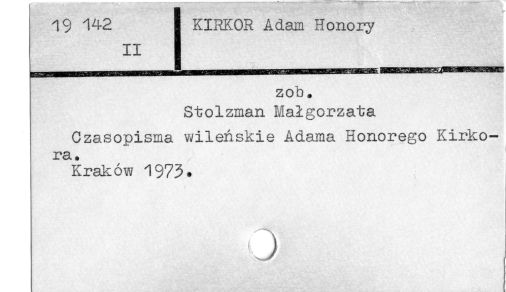 19 142
II
KIRKOR Adam Honory
zob.
Stolzman Małgorzata
Czasopisma wileńskie Adama Honorego Kirko-
ra.
Kraków 1973.